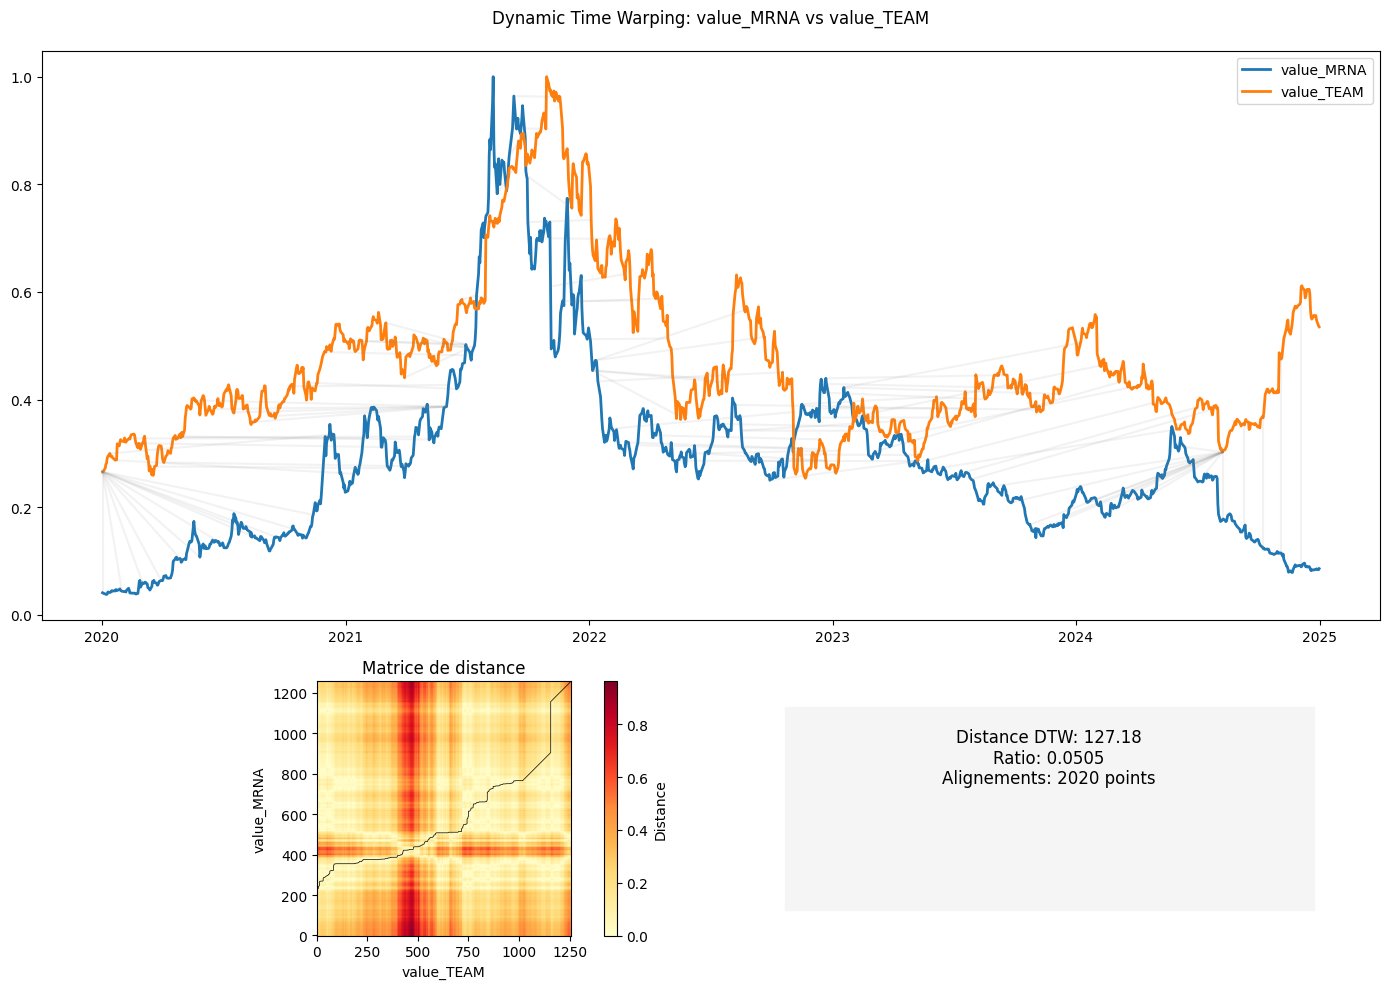 Dynamic Time Warping: value_MRNA vs value_TEAM
value_MRNA
value_TEAM
1.0
0.8
0.6
0.4
0.2
0.0
2020 2021 2022 2023 2024 2025
Matrice de distance
value_MRNA
1200
1000
800
600
400
200
0
0 250 500 750 1000 1250
value_TEAM
0.8
0.6
0.4
0.2
0.0
Distance
Distance DTW: 127.18
Ratio: 0.0505
Alignements: 2020 points